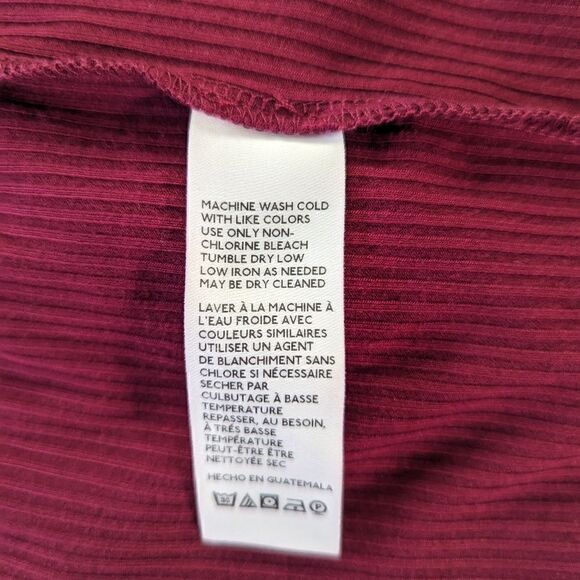 MACHINE WASH COLD
WITH LIKE COLORS
USE ONLY NON-
CHLORINE BLEACH
TUMBLE DRY LOW
LOW IRON AS NEEDED
MAY BE DRY CLEANED
LAVER À LA MACHINE À
L'EAU FROIDE AVEC
COULEURS SIMILAIRES
UTILISER UN AGENT
DE BLANCHIMENT SANS
CHLORE SI NÉCESSAIRE
SECHER PAR
CULBUTAGE À BASSE
TEMPERATURE
REPASSER, AU BESOIN,
À TRÉS BASSE
TEMPÉRATURE
PEUT-ÊTRE ÊTRE
NETTOYÉE SEC
HECHO EN GUATEMALA
30 P